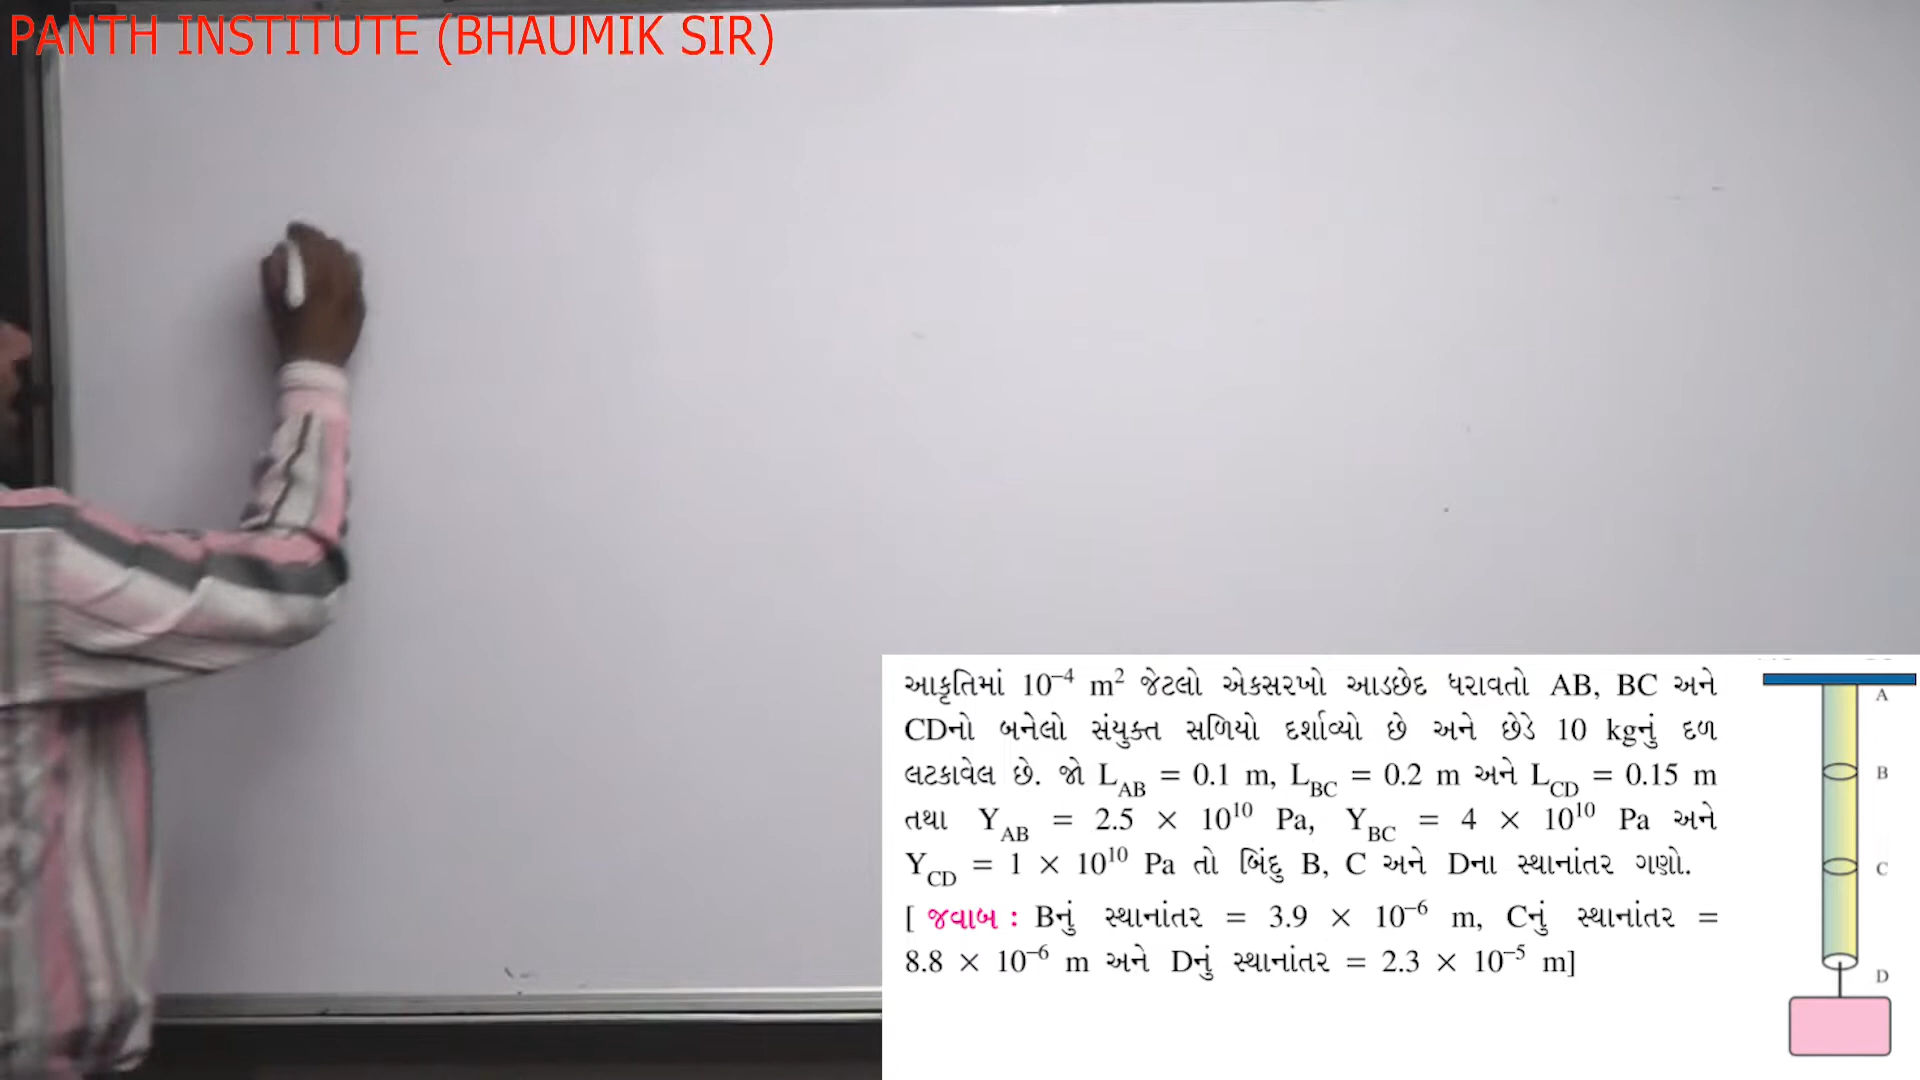 PANTH INSTITUTE (BHAUMIK SIR)
આકૃતિમાં 10⁻⁴ m² જેટલો એકસરખો આડછેદ ધરાવતો AB, BC અને
CDનો બનેલો સંયુક્ત સળિયો દર્શાવ્યો છે અને છેડે 10 kgનું દળ
લટકાવેલ છે. જો L_AB = 0.1 m, L_BC = 0.2 m અને L_CD = 0.15 m
તથા Y_AB = 2.5 × 10¹⁰ Pa, Y_BC = 4 × 10¹⁰ Pa અને
Y_CD = 1 × 10¹⁰ Pa તો બિંદુ B, C અને Dના સ્થાનાંતર ગણો.
[ જવાબ : Bનું સ્થાનાંતર = 3.9 × 10⁻⁶ m, Cનું સ્થાનાંતર =
8.8 × 10⁻⁶ m અને Dનું સ્થાનાંતર = 2.3 × 10⁻⁵ m]
A
B
C
D